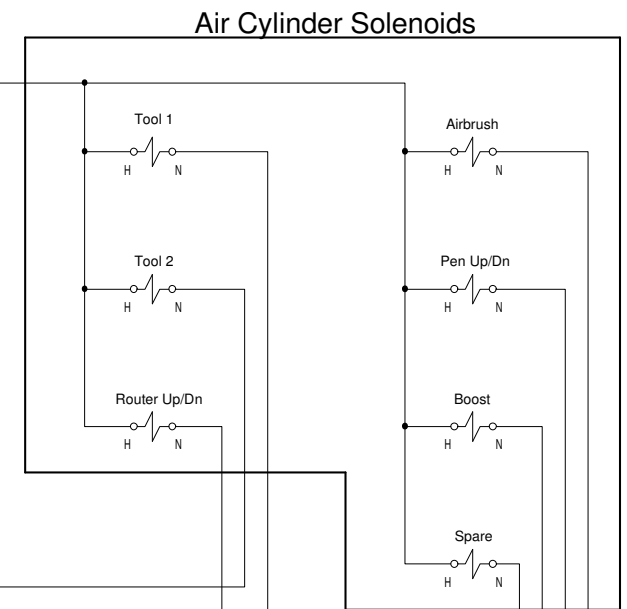 Air Cylinder Solenoids
Tool 1
H N
Airbrush
H N
Tool 2
H N
Pen Up/Dn
H N
Router Up/Dn
H N
Boost
H N
Spare
H N